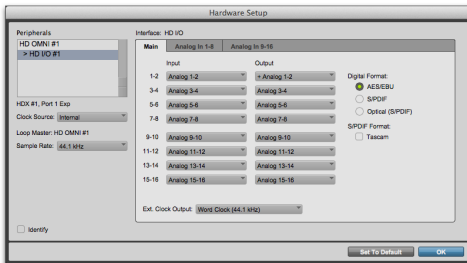 Hardware Setup
Peripherals
HD OMNI #1
> HD I/O #1
HDX #1, Port 1 Exp
Clock Source: Internal
Loop Master: HD OMNI #1
Sample Rate: 44.1 kHz
Identify
Interface: HD I/O
Main Analog In 1-8 Analog In 9-16
Input Output
1-2 Analog 1-2 + Analog 1-2
3-4 Analog 3-4 Analog 3-4
5-6 Analog 5-6 Analog 5-6
7-8 Analog 7-8 Analog 7-8
9-10 Analog 9-10 Analog 9-10
11-12 Analog 11-12 Analog 11-12
13-14 Analog 13-14 Analog 13-14
15-16 Analog 15-16 Analog 15-16
Ext. Clock Output: Word Clock (44.1 kHz)
Digital Format:
AES/EBU
S/PDIF
Optical (S/PDIF)
S/PDIF Format:
Tascam
Set To Default OK